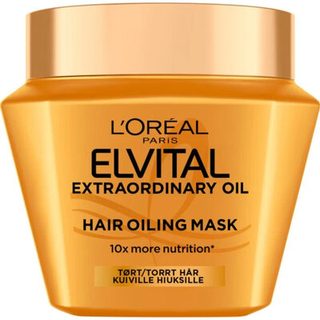 L'ORÉAL
PARIS
ELVITAL
EXTRAORDINARY OIL
HAIR OILING MASK
10x more nutrition*
TØRT/TORRT HÅR
KUIVILLE HIUKSILLE